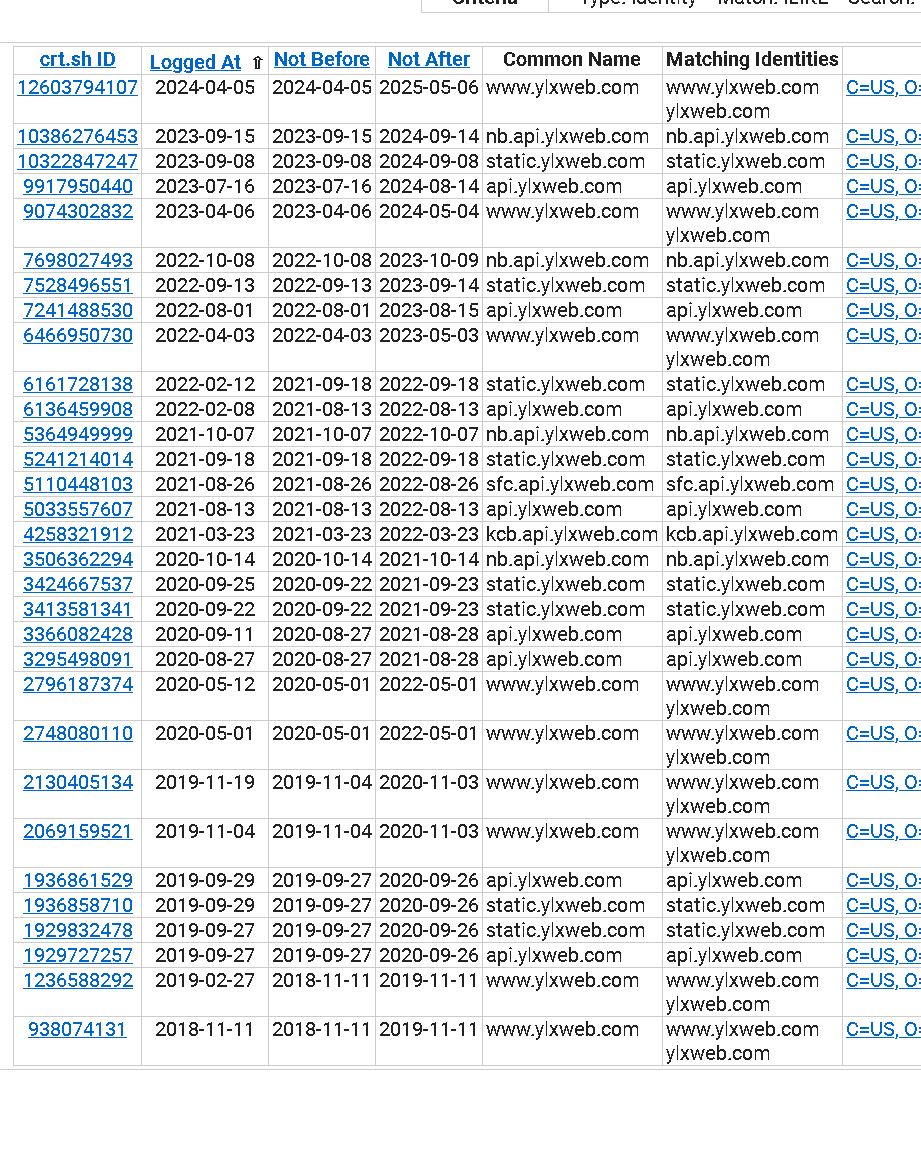 Criteria Type: Identity Match: ILIKE Search:
crt.sh ID Logged At ⇧ Not Before Not After Common Name Matching Identities
12603794107 2024-04-05 2024-04-05 2025-05-06 www.ylxweb.com www.ylxweb.com C=US, O=
ylxweb.com
10386276453 2023-09-15 2023-09-15 2024-09-14 nb.api.ylxweb.com nb.api.ylxweb.com C=US, O=
10322847247 2023-09-08 2023-09-08 2024-09-08 static.ylxweb.com static.ylxweb.com C=US, O=
9917950440 2023-07-16 2023-07-16 2024-08-14 api.ylxweb.com api.ylxweb.com C=US, O=
9074302832 2023-04-06 2023-04-06 2024-05-04 www.ylxweb.com www.ylxweb.com C=US, O=
ylxweb.com
7698027493 2022-10-08 2022-10-08 2023-10-09 nb.api.ylxweb.com nb.api.ylxweb.com C=US, O=
7528496551 2022-09-13 2022-09-13 2023-09-14 static.ylxweb.com static.ylxweb.com C=US, O=
7241488530 2022-08-01 2022-08-01 2023-08-15 api.ylxweb.com api.ylxweb.com C=US, O=
6466950730 2022-04-03 2022-04-03 2023-05-03 www.ylxweb.com www.ylxweb.com C=US, O=
ylxweb.com
6161728138 2022-02-12 2021-09-18 2022-09-18 static.ylxweb.com static.ylxweb.com C=US, O=
6136459908 2022-02-08 2021-08-13 2022-08-13 api.ylxweb.com api.ylxweb.com C=US, O=
5364949999 2021-10-07 2021-10-07 2022-10-07 nb.api.ylxweb.com nb.api.ylxweb.com C=US, O=
5241214014 2021-09-18 2021-09-18 2022-09-18 static.ylxweb.com static.ylxweb.com C=US, O=
5110448103 2021-08-26 2021-08-26 2022-08-26 sfc.api.ylxweb.com sfc.api.ylxweb.com C=US, O=
5033557607 2021-08-13 2021-08-13 2022-08-13 api.ylxweb.com api.ylxweb.com C=US, O=
4258321912 2021-03-23 2021-03-23 2022-03-23 kcb.api.ylxweb.com kcb.api.ylxweb.com C=US, O=
3506362294 2020-10-14 2020-10-14 2021-10-14 nb.api.ylxweb.com nb.api.ylxweb.com C=US, O=
3424667537 2020-09-25 2020-09-22 2021-09-23 static.ylxweb.com static.ylxweb.com C=US, O=
3413581341 2020-09-22 2020-09-22 2021-09-23 static.ylxweb.com static.ylxweb.com C=US, O=
3366082428 2020-09-11 2020-08-27 2021-08-28 api.ylxweb.com api.ylxweb.com C=US, O=
3295498091 2020-08-27 2020-08-27 2021-08-28 api.ylxweb.com api.ylxweb.com C=US, O=
2796187374 2020-05-12 2020-05-01 2022-05-01 www.ylxweb.com www.ylxweb.com C=US, O=
ylxweb.com
2748080110 2020-05-01 2020-05-01 2022-05-01 www.ylxweb.com www.ylxweb.com C=US, O=
ylxweb.com
2130405134 2019-11-19 2019-11-04 2020-11-03 www.ylxweb.com www.ylxweb.com C=US, O=
ylxweb.com
2069159521 2019-11-04 2019-11-04 2020-11-03 www.ylxweb.com www.ylxweb.com C=US, O=
ylxweb.com
1936861529 2019-09-29 2019-09-27 2020-09-26 api.ylxweb.com api.ylxweb.com C=US, O=
1936858710 2019-09-29 2019-09-27 2020-09-26 static.ylxweb.com static.ylxweb.com C=US, O=
1929832478 2019-09-27 2019-09-27 2020-09-26 static.ylxweb.com static.ylxweb.com C=US, O=
1929727257 2019-09-27 2019-09-27 2020-09-26 api.ylxweb.com api.ylxweb.com C=US, O=
1236588292 2019-02-27 2018-11-11 2019-11-11 www.ylxweb.com www.ylxweb.com C=US, O=
ylxweb.com
938074131 2018-11-11 2018-11-11 2019-11-11 www.ylxweb.com www.ylxweb.com C=US, O=
ylxweb.com